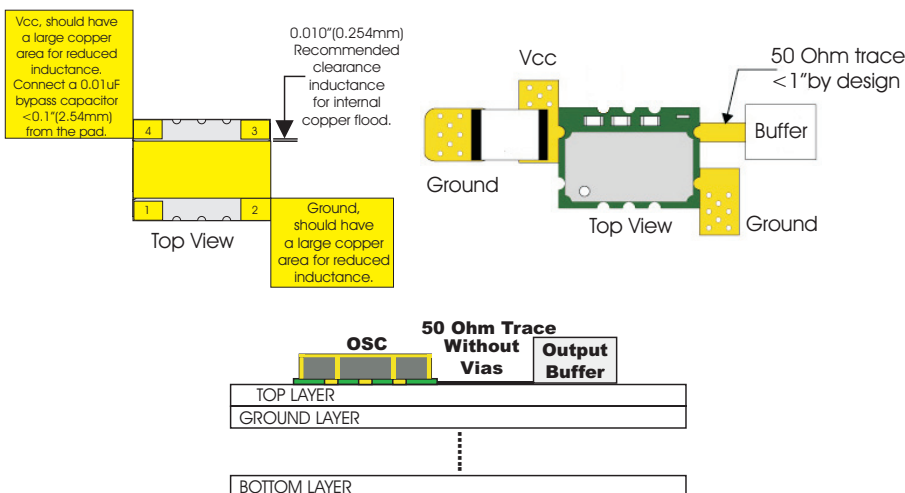 Vcc, should have
a large copper
area for reduced
inductance.
Connect a 0.01uF
bypass capacitor
<0.1"(2.54mm)
from the pad.
0.010"(0.254mm)
Recommended
clearance
inductance
for internal
copper flood.
4
3
1
2
Top View
Ground,
should have
a large copper
area for reduced
inductance.
Vcc
50 Ohm trace
<1"by design
Buffer
Ground
Top View
Ground
50 Ohm Trace
Without
Vias
OSC
Output
Buffer
TOP LAYER
GROUND LAYER
BOTTOM LAYER